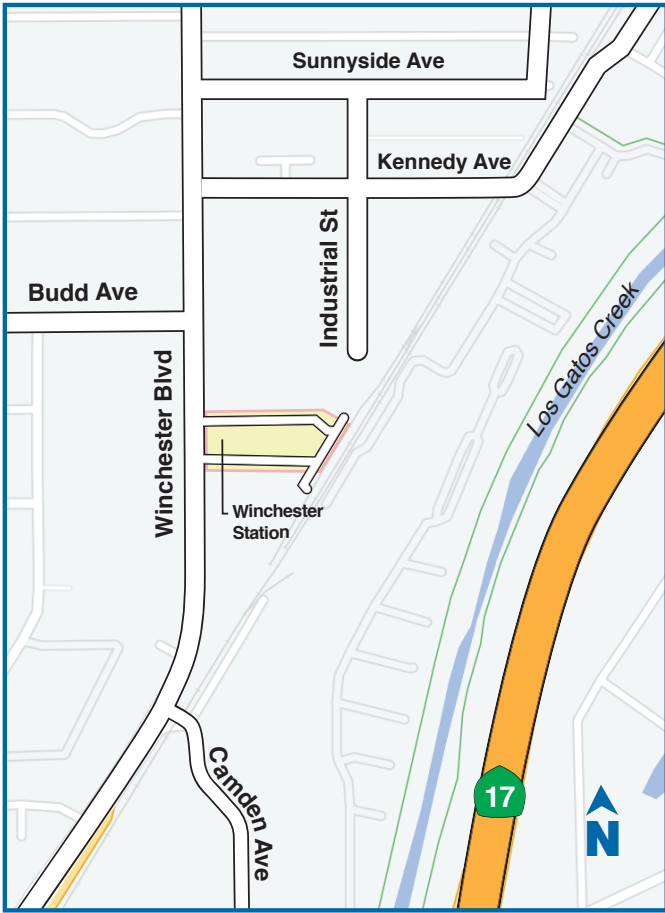 Sunnyside Ave
Kennedy Ave
Industrial St
Budd Ave
Los Gatos Creek
Winchester Blvd
Winchester
Station
Camden Ave
17
N